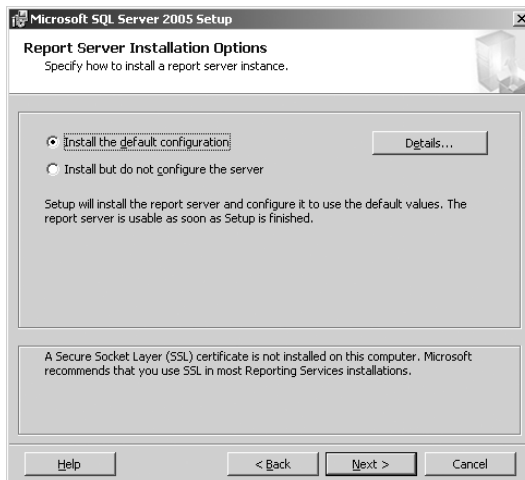 Microsoft SQL Server 2005 Setup
Report Server Installation Options
Specify how to install a report server instance.
Install the default configuration
Details...
Install but do not configure the server
Setup will install the report server and configure it to use the default values. The
report server is usable as soon as Setup is finished.
A Secure Socket Layer (SSL) certificate is not installed on this computer. Microsoft
recommends that you use SSL in most Reporting Services installations.
Help
< Back
Next >
Cancel